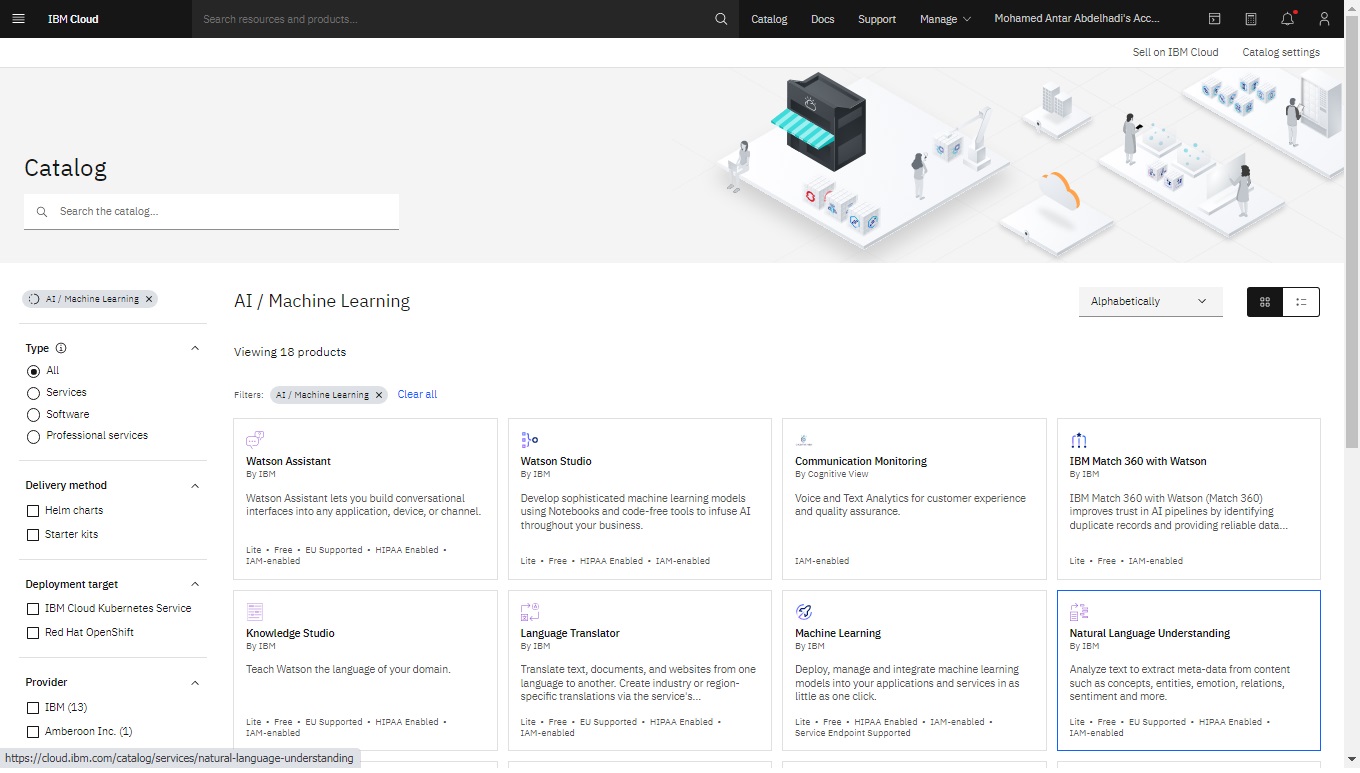 IBM Cloud
Search resources and products...
Catalog
Docs
Support
Manage
Mohamed Antar Abdelhadi's Acc...
Sell on IBM Cloud
Catalog settings
Catalog
Search the catalog...
AI / Machine Learning
Type
All
Services
Software
Professional services
Delivery method
Helm charts
Starter kits
Deployment target
IBM Cloud Kubernetes Service
Red Hat OpenShift
Provider
IBM (13)
Amberoon Inc. (1)
AI / Machine Learning
Alphabetically
Viewing 18 products
Filters: AI / Machine Learning Clear all
Watson Assistant
By IBM
Watson Assistant lets you build conversational
interfaces into any application, device, or channel.
Lite • Free • EU Supported • HIPAA Enabled •
IAM-enabled
Watson Studio
By IBM
Develop sophisticated machine learning models
using Notebooks and code-free tools to infuse AI
throughout your business.
Lite • Free • HIPAA Enabled • IAM-enabled
Communication Monitoring
By Cognitive View
Voice and Text Analytics for customer experience
and quality assurance.
IAM-enabled
IBM Match 360 with Watson
By IBM
IBM Match 360 with Watson (Match 360)
improves trust in AI pipelines by identifying
duplicate records and providing reliable data...
Lite • Free • IAM-enabled
Knowledge Studio
By IBM
Teach Watson the language of your domain.
Lite • Free • EU Supported • HIPAA Enabled •
IAM-enabled
Language Translator
By IBM
Translate text, documents, and websites from one
language to another. Create industry or region-
specific translations via the service's...
Lite • Free • EU Supported • HIPAA Enabled •
IAM-enabled
Machine Learning
By IBM
Deploy, manage and integrate machine learning
models into your applications and services in as
little as one click.
Lite • Free • HIPAA Enabled • IAM-enabled •
Service Endpoint Supported
Natural Language Understanding
By IBM
Analyze text to extract meta-data from content
such as concepts, entities, emotion, relations,
sentiment and more.
Lite • Free • EU Supported • HIPAA Enabled •
IAM-enabled
https://cloud.ibm.com/catalog/services/natural-language-understanding